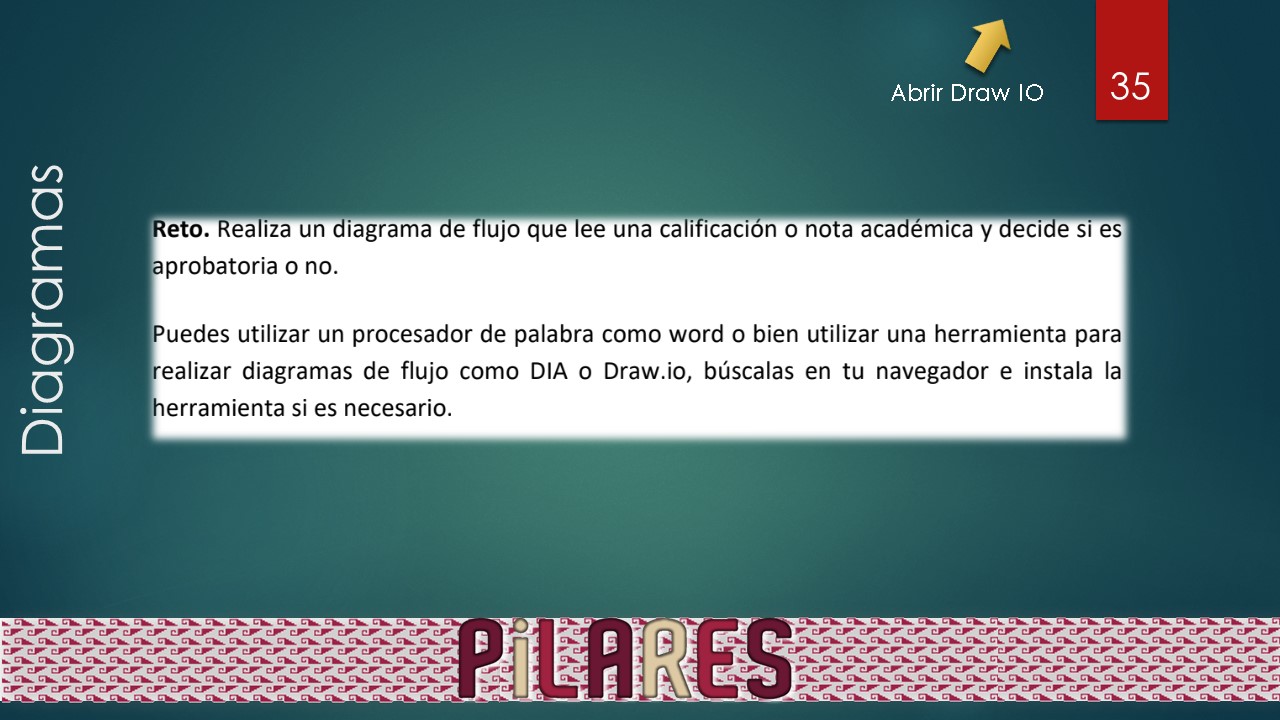 Abrir Draw IO
35
Diagramas
Reto. Realiza un diagrama de flujo que lee una calificación o nota académica y decide si es
aprobatoria o no.
Puedes utilizar un procesador de palabra como word o bien utilizar una herramienta para
realizar diagramas de flujo como DIA o Draw.io, búscalas en tu navegador e instala la
herramienta si es necesario.
PiLARES